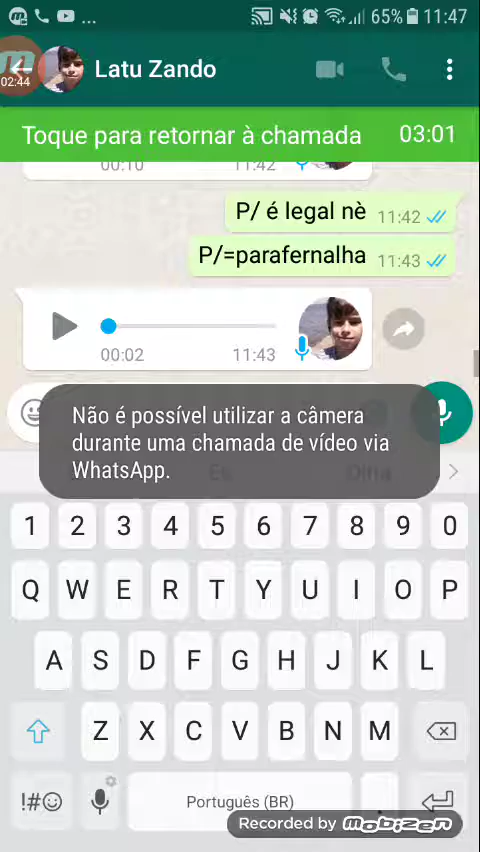 ... 65% 11:47
02:44
Latu Zando
Toque para retornar à chamada 03:01
00:10 11:42
P/ é legal nè 11:42
P/=parafernalha 11:43
00:02 11:43
Não é possível utilizar a câmera
durante uma chamada de vídeo via
WhatsApp.
1 2 3 4 5 6 7 8 9 0
Q W E R T Y U I O P
A S D F G H J K L
Z X C V B N M
!#☺ Português (BR) .
Recorded by mobizen